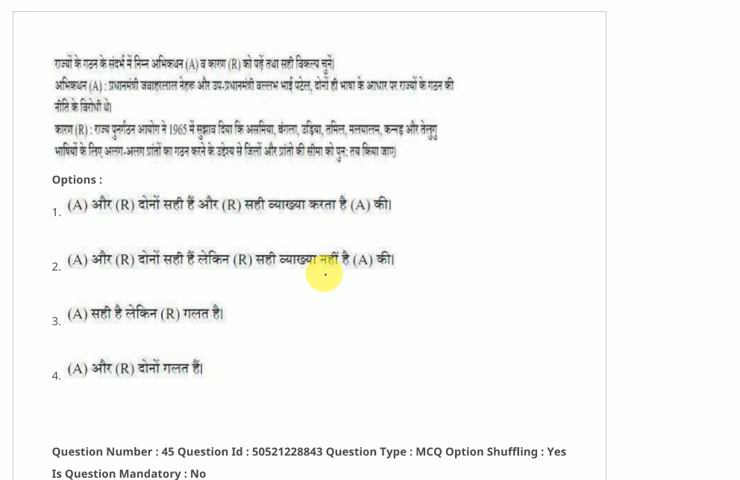 राज्यों के गठन के संदर्भ में निम्न अभिकथन (A) व कारण (R) को पढ़ें तथा सही विकल्प चुनें|
अभिकथन (A) : प्रधानमंत्री जवाहरलाल नेहरू और उप-प्रधानमंत्री वल्लभ भाई पटेल, दोनों ही भाषा के आधार पर राज्यों के गठन की
नीति के विरोधी थे|
कारण (R) : राज्य पुनर्गठन आयोग ने 1965 में सुझाव दिया कि असमिया, बंगला, उड़िया, तमिल, मलयालम, कन्नड़ और तेलुगु
भाषियों के लिए अलग-अलग प्रांतों का गठन करने के उद्देश्य से जिलों और प्रांतो की सीमा को पुन: तय किया जाए|
Options :
1. (A) और (R) दोनों सही हैं और (R) सही व्याख्या करता है (A) की|
2. (A) और (R) दोनों सही हैं लेकिन (R) सही व्याख्या नहीं है (A) की|
3. (A) सही है लेकिन (R) गलत है|
4. (A) और (R) दोनों गलत हैं|
Question Number : 45 Question Id : 50521228843 Question Type : MCQ Option Shuffling : Yes
Is Question Mandatory : No